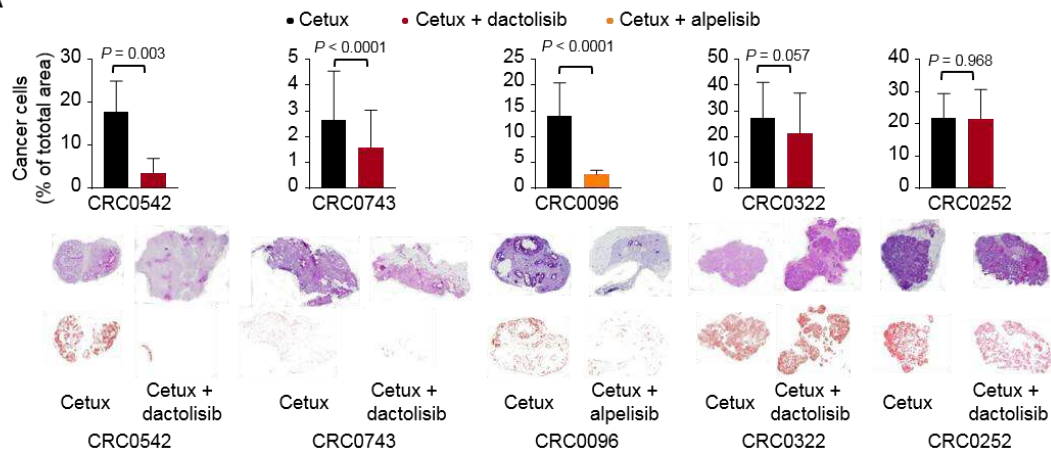 Cetux Cetux + dactolisib Cetux + alpelisib
Cancer cells
(% of tototal area)
30
20
10
0
P = 0.003
CRC0542
5
4
3
2
1
0
P < 0.0001
CRC0743
25
20
15
10
5
0
P < 0.0001
CRC0096
50
40
30
20
10
0
P = 0.057
CRC0322
40
30
20
10
0
P = 0.968
CRC0252
Cetux
Cetux +
dactolisib
CRC0542
Cetux
Cetux +
dactolisib
CRC0743
Cetux
Cetux +
alpelisib
CRC0096
Cetux
Cetux +
dactolisib
CRC0322
Cetux
Cetux +
dactolisib
CRC0252